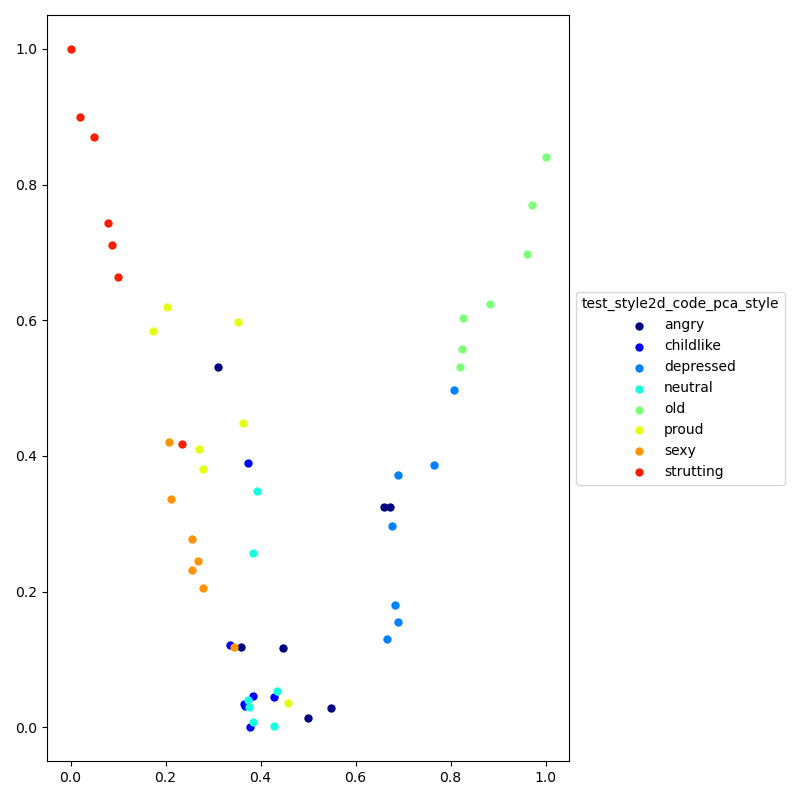 1.0
0.8
0.6
0.4
0.2
0.0
0.0 0.2 0.4 0.6 0.8 1.0
test_style2d_code_pca_style
angry
childlike
depressed
neutral
old
proud
sexy
strutting